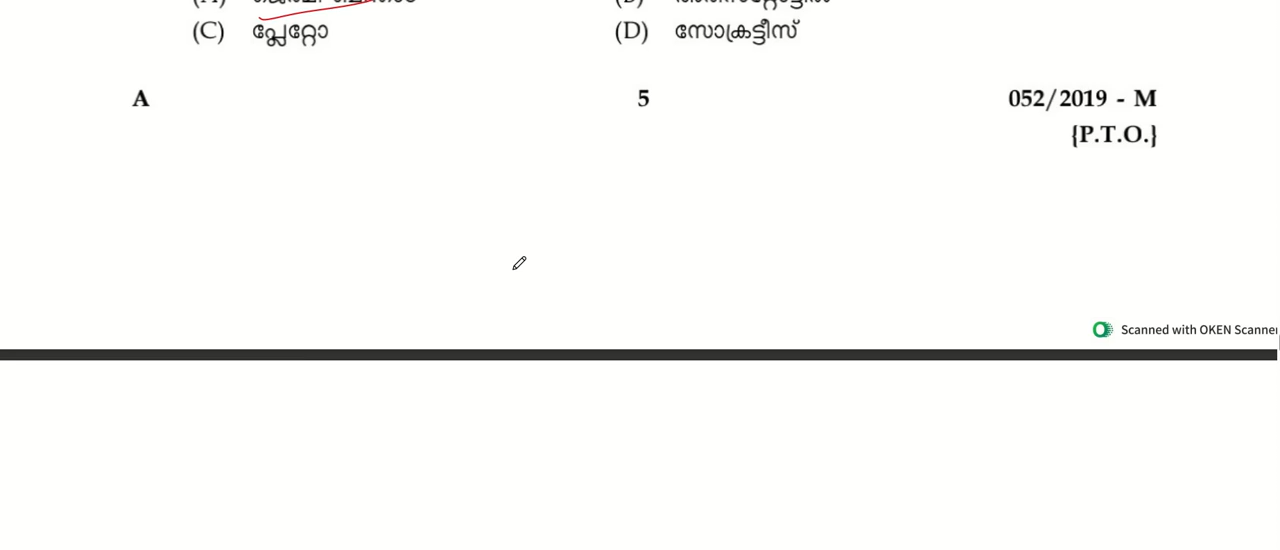 (C) പ്ലേറ്റോ (D) സോക്രട്ടീസ്
A 5 052/2019 - M
{P.T.O.}
Scanned with OKEN Scanner